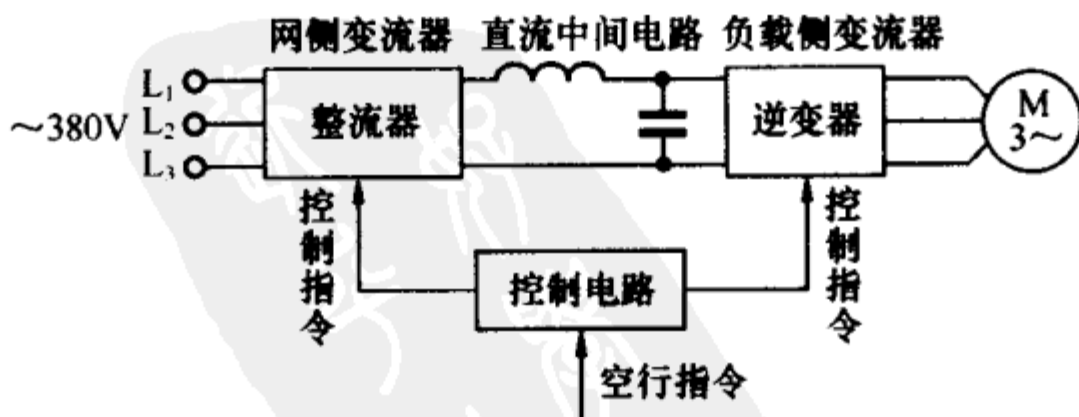 网侧变流器 直流中间电路 负载侧变流器
L₁
~380V L₂ 整流器 逆变器 M 3~
L₃
控制指令 控制指令
控制电路
空行指令